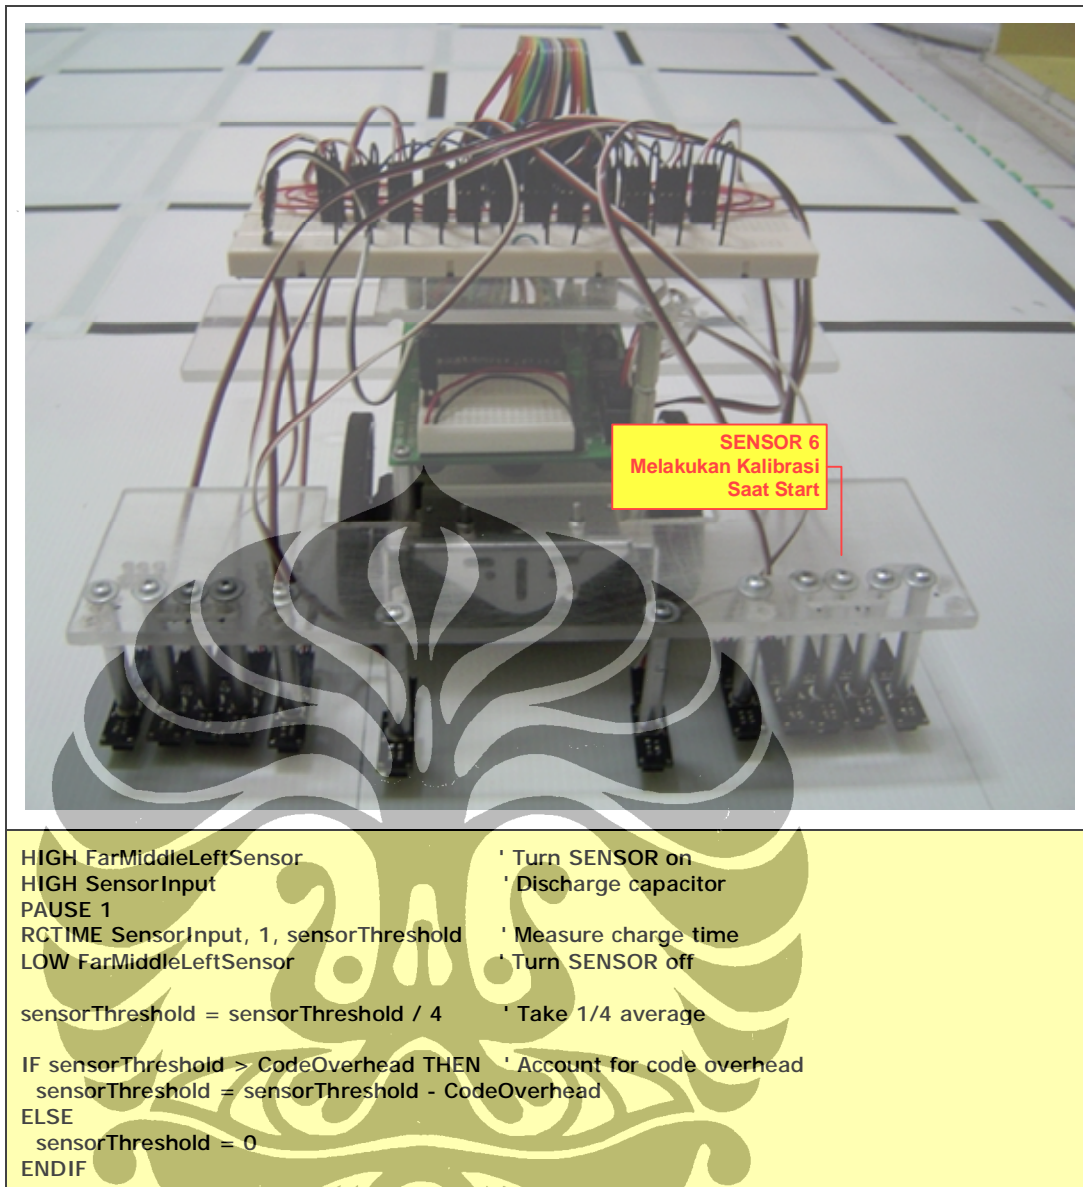 SENSOR 6
Melakukan Kalibrasi
Saat Start
HIGH FarMiddleLeftSensor ' Turn SENSOR on
HIGH SensorInput ' Discharge capacitor
PAUSE 1
RCTIME SensorInput, 1, sensorThreshold ' Measure charge time
LOW FarMiddleLeftSensor ' Turn SENSOR off
sensorThreshold = sensorThreshold / 4 ' Take 1/4 average
IF sensorThreshold > CodeOverhead THEN ' Account for code overhead
sensorThreshold = sensorThreshold - CodeOverhead
ELSE
sensorThreshold = 0
ENDIF